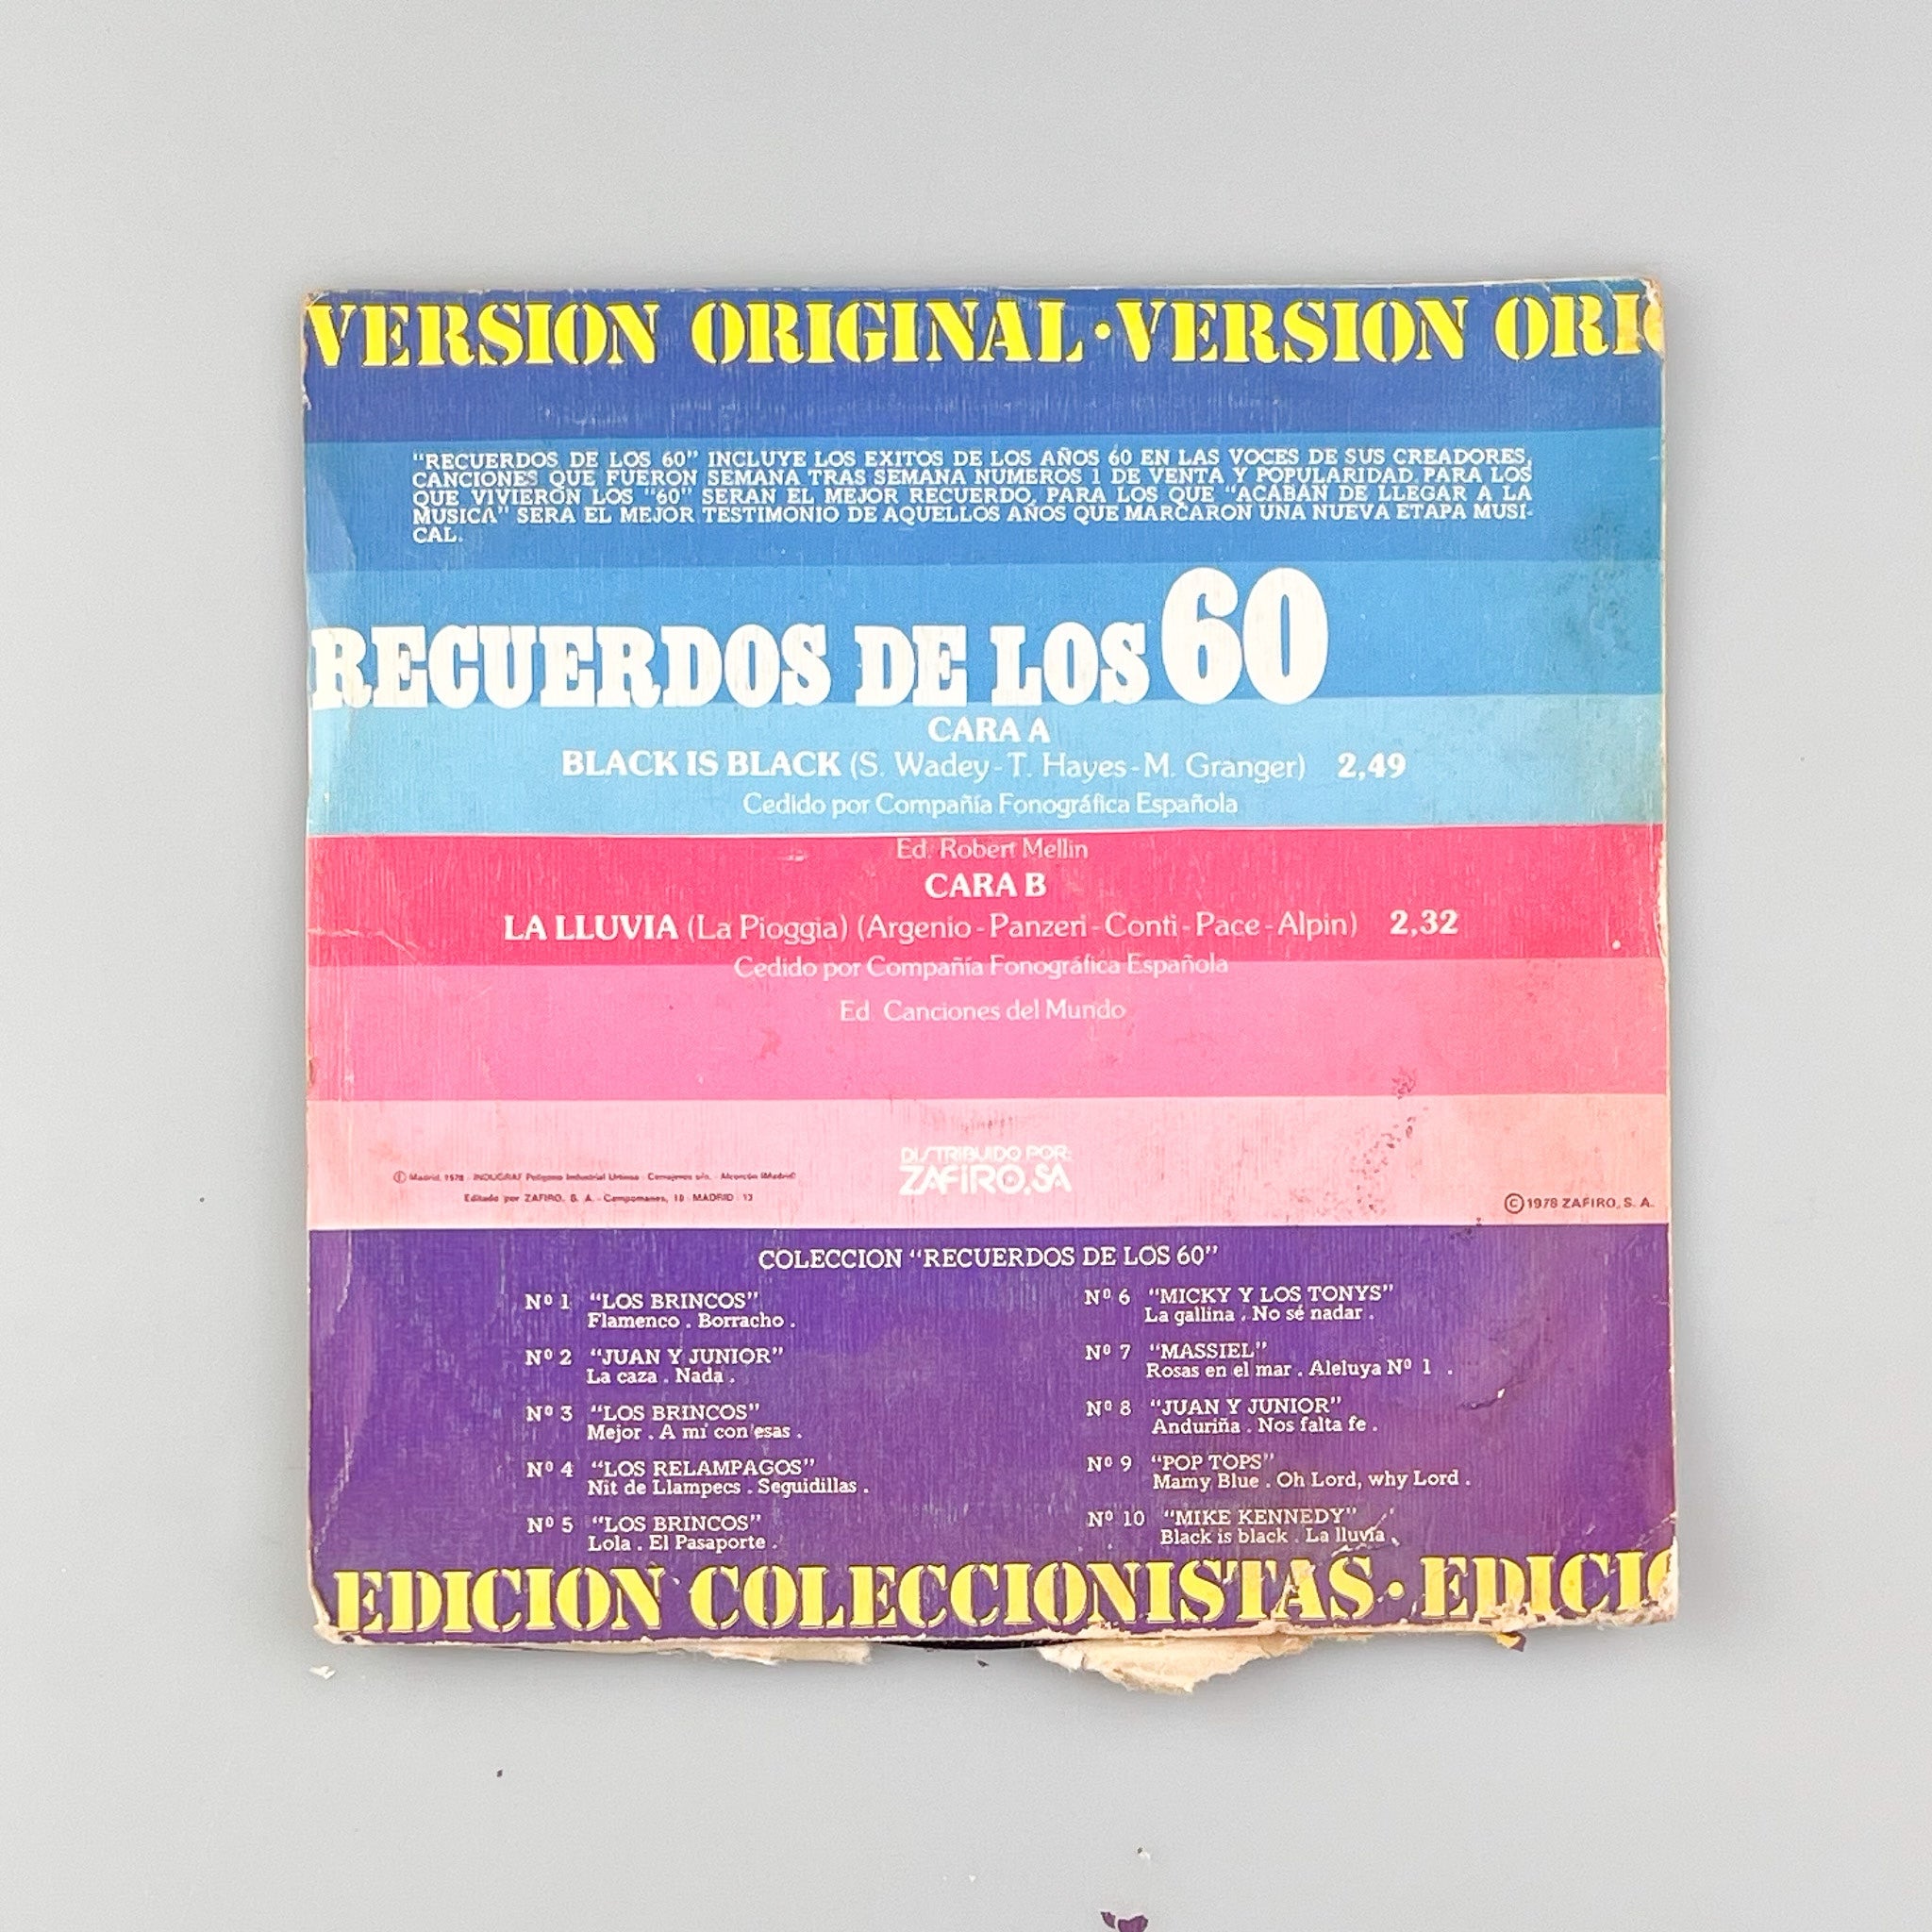 VERSION ORIGINAL·VERSION ORIG
"RECUERDOS DE LOS 60" INCLUYE LOS EXITOS DE LOS AÑOS 60 EN LAS VOCES DE SUS CREADORES,
CANCIONES QUE FUERON SEMANA TRAS SEMANA NUMEROS 1 DE VENTA Y POPULARIDAD. PARA LOS
QUE VIVIERON LOS "60" SERAN EL MEJOR RECUERDO, PARA LOS QUE "ACABAN DE LLEGAR A LA
MUSICA" SERA EL MEJOR TESTIMONIO DE AQUELLOS AÑOS QUE MARCARON UNA NUEVA ETAPA MUSI-
CAL.
RECUERDOS DE LOS 60
CARA A
BLACK IS BLACK (S. Wadey-T. Hayes-M. Granger) 2,49
Cedido por Compañía Fonográfica Española
Ed. Robert Mellin
CARA B
LA LLUVIA (La Pioggia) (Argenio-Panzeri-Conti-Pace-Alpin) 2,32
Cedido por Compañía Fonográfica Española
Ed. Canciones del Mundo
DISTRIBUIDO POR:
ZAFIRO, SA
Madrid, 1978 - INDUGRAF Polígono Industrial Urtinsa - Cerrajeros s/n. - Alcorcón (Madrid)
Editado por ZAFIRO, S. A. - Campomanes, 10 - MADRID - 13
© 1978 ZAFIRO, S. A.
COLECCION "RECUERDOS DE LOS 60"
Nº 1 "LOS BRINCOS"
Flamenco . Borracho .
Nº 2 "JUAN Y JUNIOR"
La caza . Nada .
Nº 3 "LOS BRINCOS"
Mejor . A mí con esas .
Nº 4 "LOS RELAMPAGOS"
Nit de Llampecs . Seguidillas .
Nº 5 "LOS BRINCOS"
Lola . El Pasaporte .
Nº 6 "MICKY Y LOS TONYS"
La gallina . No sé nadar .
Nº 7 "MASSIEL"
Rosas en el mar . Aleluya Nº 1 .
Nº 8 "JUAN Y JUNIOR"
Anduriña . Nos falta fe .
Nº 9 "POP TOPS"
Mamy Blue . Oh Lord, why Lord .
Nº 10 "MIKE KENNEDY"
Black is black . La lluvia .
EDICION COLECCIONISTAS·EDICIO